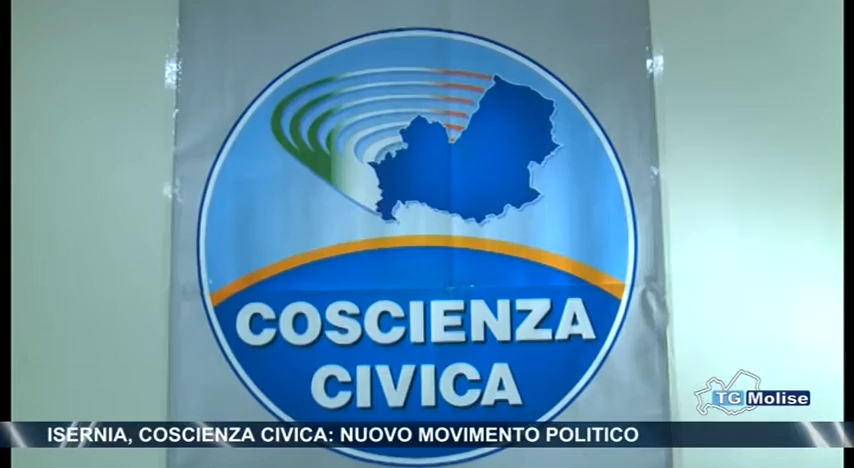 COSCIENZA
CIVICA
TG Molise
ISERNIA, COSCIENZA CIVICA: NUOVO MOVIMENTO POLITICO